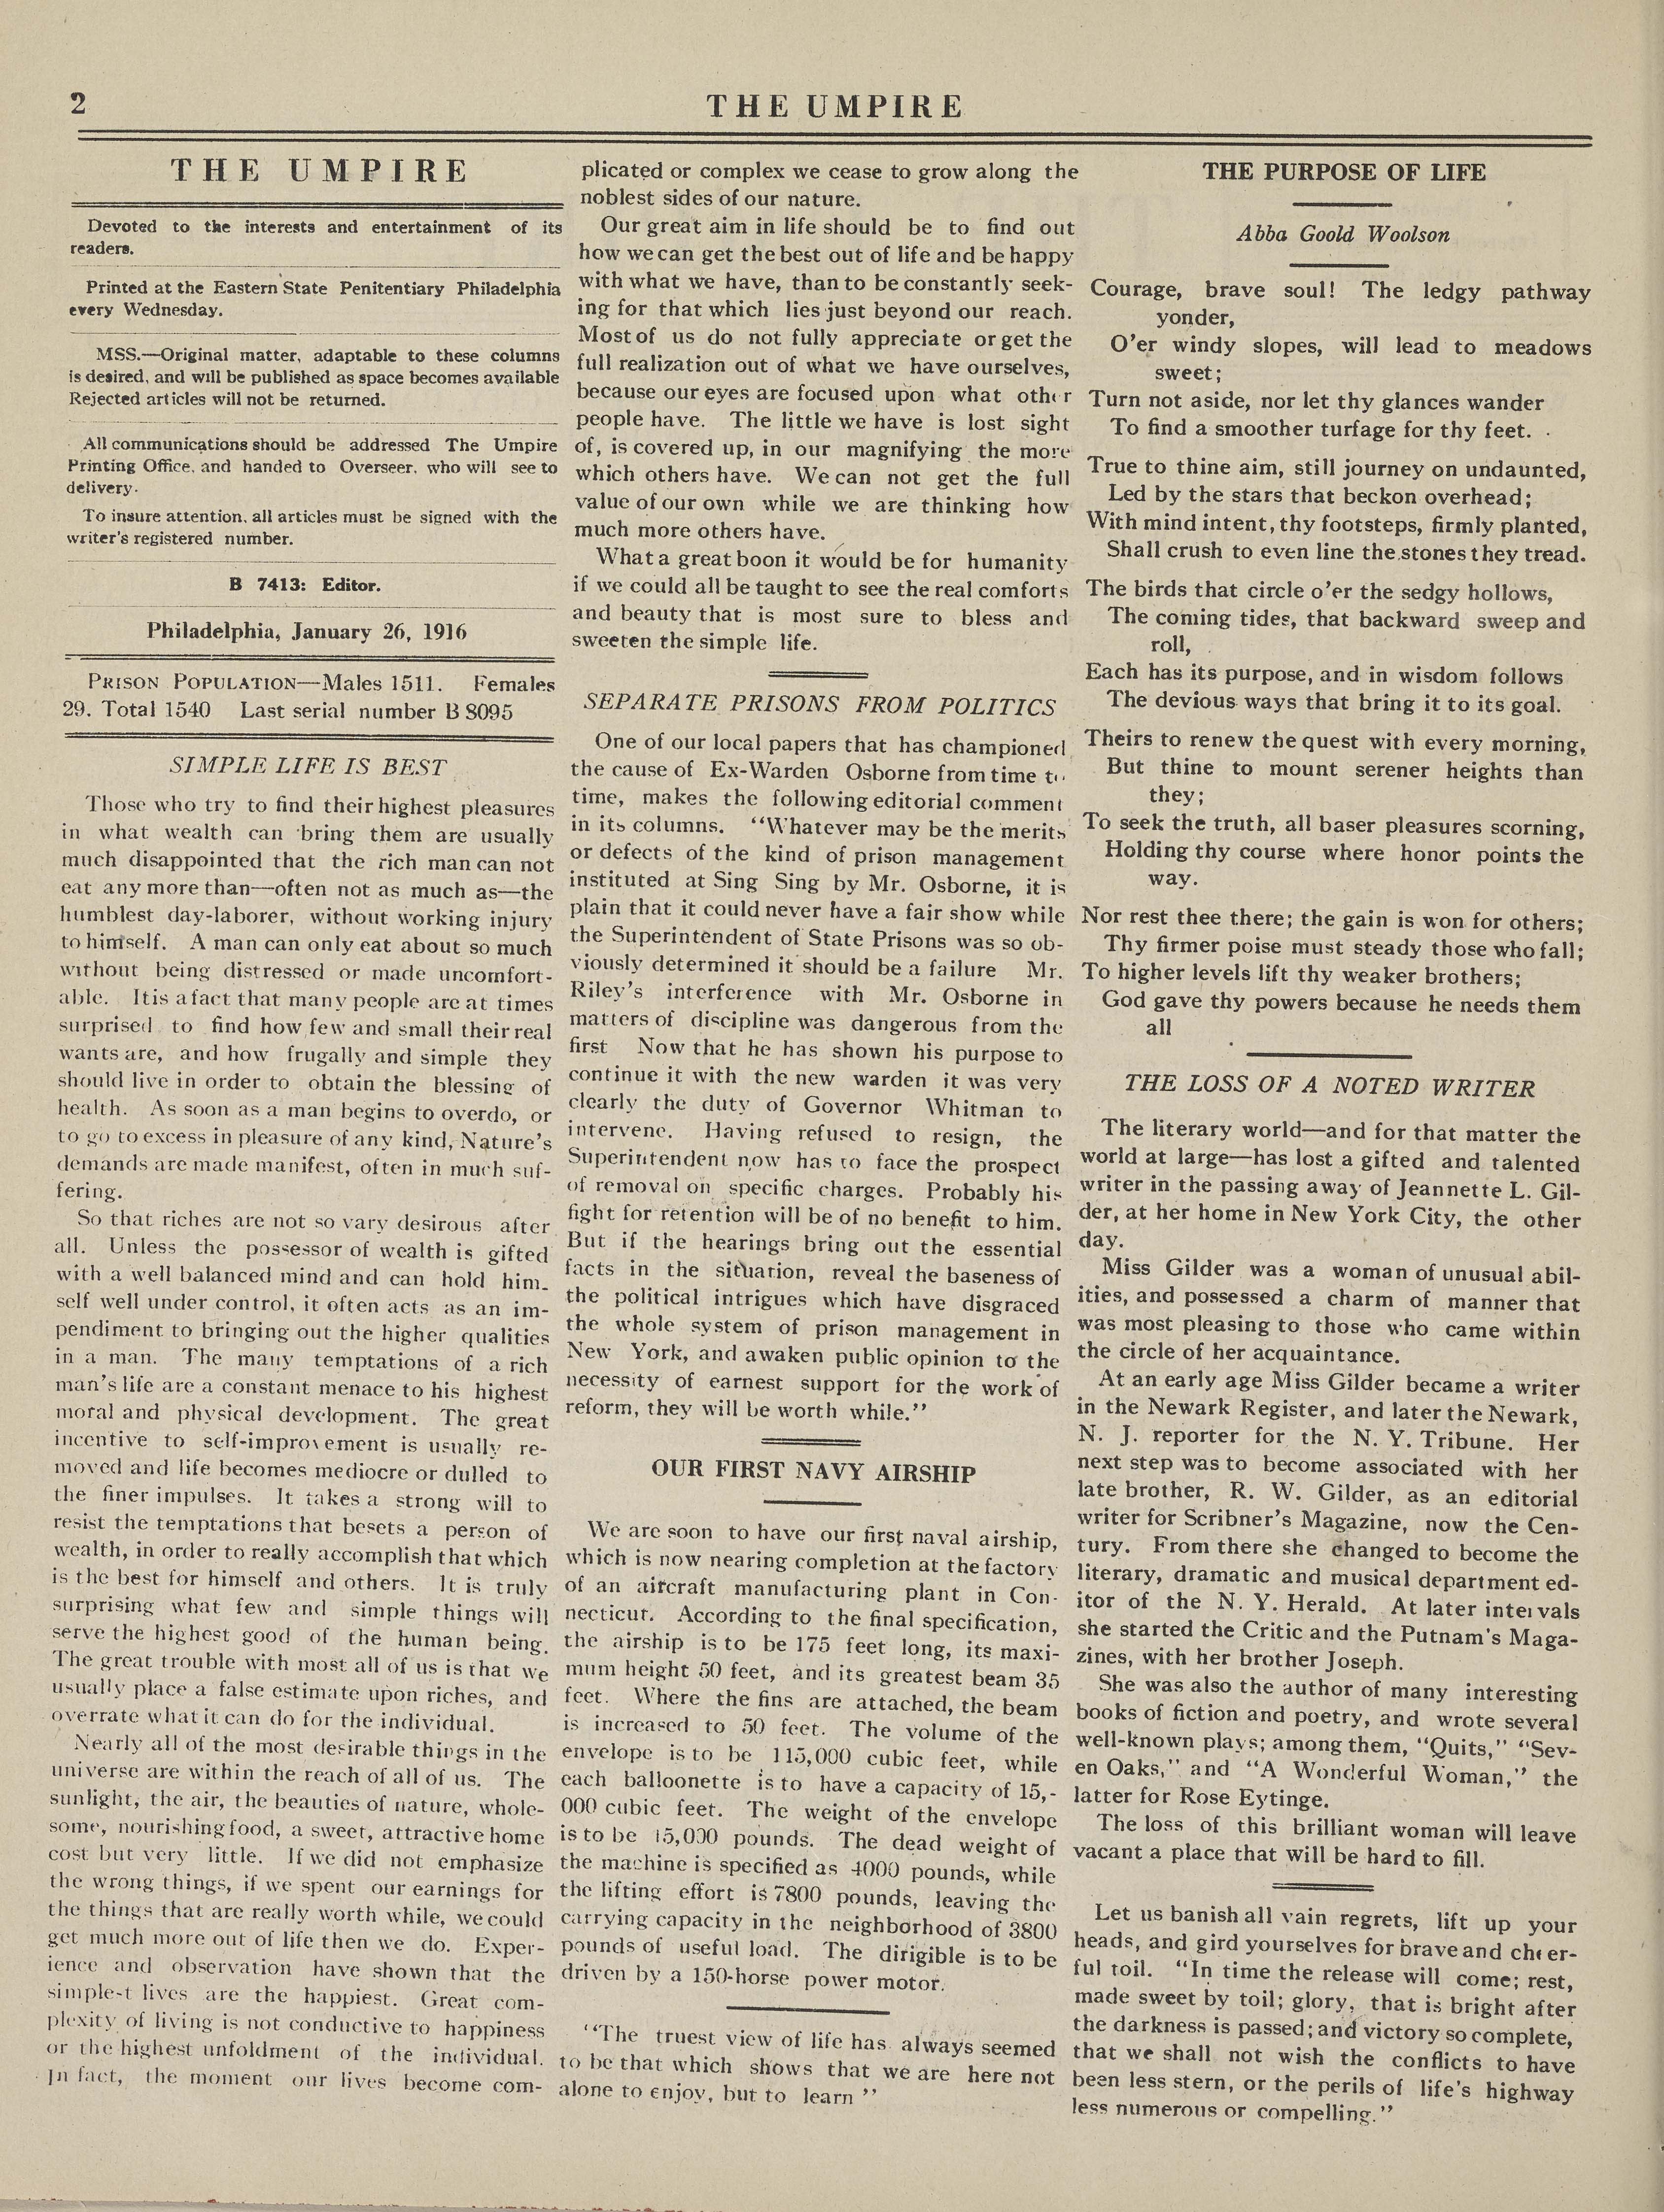 2
THE UMPIRE
THE UMPIRE
Devoted to the interests and entertainment of its
readers.
Printed at the Eastern State Penitentiary Philadelphia
every Wednesday.
MSS.—Original matter, adaptable to these columns
is desired, and will be published as space becomes available
Rejected articles will not be returned.
All communications should be addressed The Umpire
Printing Office, and handed to Overseer, who will see to
delivery.
To insure attention, all articles must be signed with the
writer's registered number.
B 7413: Editor.
Philadelphia, January 26, 1916
PRISON POPULATION—Males 1511. Females
29. Total 1540 Last serial number B 8095
SIMPLE LIFE IS BEST
Those who try to find their highest pleasures
in what wealth can bring them are usually
much disappointed that the rich man can not
eat any more than—often not as much as—the
humblest day-laborer, without working injury
to himself. A man can only eat about so much
without being distressed or made uncomfort-
able. Itis a fact that many people are at times
surprised to find how few and small their real
wants are, and how frugally and simple they
should live in order to obtain the blessing of
health. As soon as a man begins to overdo, or
to go to excess in pleasure of any kind, Nature's
demands are made manifest, often in much suf-
fering.
So that riches are not so vary desirous after
all. Unless the possessor of wealth is gifted
with a well balanced mind and can hold him-
self well under control, it often acts as an im-
pendiment to bringing out the higher qualities
in a man. The many temptations of a rich
man's life are a constant menace to his highest
moral and physical development. The great
incentive to self-improvement is usually re-
moved and life becomes mediocre or dulled to
the finer impulses. It takes a strong will to
resist the temptations that besets a person of
wealth, in order to really accomplish that which
is the best for himself and others. It is truly
surprising what few and simple things will
serve the highest good of the human being.
The great trouble with most all of us is that we
usually place a false estimate upon riches, and
overrate what it can do for the individual.
Nearly all of the most desirable things in the
universe are within the reach of all of us. The
sunlight, the air, the beauties of nature, whole-
some, nourishing food, a sweet, attractive home
cost but very little. If we did not emphasize
the wrong things, if we spent our earnings for
the things that are really worth while, we could
get much more out of life then we do. Exper-
ience and observation have shown that the
simplest lives are the happiest. Great com-
plexity of living is not conductive to happiness
or the highest unfoldment of the individual.
In fact, the moment our lives become com-
plicated or complex we cease to grow along the
noblest sides of our nature.
Our great aim in life should be to find out
how we can get the best out of life and be happy
with what we have, than to be constantly seek-
ing for that which lies just beyond our reach.
Most of us do not fully appreciate or get the
full realization out of what we have ourselves,
because our eyes are focused upon what other
people have. The little we have is lost sight
of, is covered up, in our magnifying the more
which others have. We can not get the full
value of our own while we are thinking how
much more others have.
What a great boon it would be for humanity
if we could all be taught to see the real comforts
and beauty that is most sure to bless and
sweeten the simple life.
SEPARATE PRISONS FROM POLITICS
One of our local papers that has championed
the cause of Ex-Warden Osborne from time to
time, makes the following editorial comment
in its columns. "Whatever may be the merits
or defects of the kind of prison management
instituted at Sing Sing by Mr. Osborne, it is
plain that it could never have a fair show while
the Superintendent of State Prisons was so ob-
viously determined it should be a failure Mr.
Riley's interference with Mr. Osborne in
matters of discipline was dangerous from the
first Now that he has shown his purpose to
continue it with the new warden it was very
clearly the duty of Governor Whitman to
intervene. Having refused to resign, the
Superintendent now has to face the prospect
of removal on specific charges. Probably his
fight for retention will be of no benefit to him.
But if the hearings bring out the essential
facts in the situation, reveal the baseness of
the political intrigues which have disgraced
the whole system of prison management in
New York, and awaken public opinion to the
necessity of earnest support for the work of
reform, they will be worth while."
OUR FIRST NAVY AIRSHIP
We are soon to have our first naval airship,
which is now nearing completion at the factory
of an aircraft manufacturing plant in Con-
necticut. According to the final specification,
the airship is to be 175 feet long, its maxi-
mum height 50 feet, and its greatest beam 35
feet. Where the fins are attached, the beam
is increased to 50 feet. The volume of the
envelope is to be 115,000 cubic feet, while
each balloonette is to have a capacity of 15,-
000 cubic feet. The weight of the envelope
is to be 15,000 pounds. The dead weight of
the machine is specified as 4000 pounds, while
the lifting effort is 7800 pounds, leaving the
carrying capacity in the neighborhood of 3800
pounds of useful load. The dirigible is to be
driven by a 150-horse power motor.
"The truest view of life has always seemed
to be that which shows that we are here not
alone to enjoy, but to learn "
THE PURPOSE OF LIFE
Abba Goold Woolson
Courage, brave soul! The ledgy pathway
yonder,
O'er windy slopes, will lead to meadows
sweet;
Turn not aside, nor let thy glances wander
To find a smoother turfage for thy feet.
True to thine aim, still journey on undaunted,
Led by the stars that beckon overhead;
With mind intent, thy footsteps, firmly planted,
Shall crush to even line the stones they tread.
The birds that circle o'er the sedgy hollows,
The coming tides, that backward sweep and
roll,
Each has its purpose, and in wisdom follows
The devious ways that bring it to its goal.
Theirs to renew the quest with every morning,
But thine to mount serener heights than
they;
To seek the truth, all baser pleasures scorning,
Holding thy course where honor points the
way.
Nor rest thee there; the gain is won for others;
Thy firmer poise must steady those who fall;
To higher levels lift thy weaker brothers;
God gave thy powers because he needs them
all
THE LOSS OF A NOTED WRITER
The literary world—and for that matter the
world at large—has lost a gifted and talented
writer in the passing away of Jeannette L. Gil-
der, at her home in New York City, the other
day.
Miss Gilder was a woman of unusual abil-
ities, and possessed a charm of manner that
was most pleasing to those who came within
the circle of her acquaintance.
At an early age Miss Gilder became a writer
in the Newark Register, and later the Newark,
N. J. reporter for the N. Y. Tribune. Her
next step was to become associated with her
late brother, R. W. Gilder, as an editorial
writer for Scribner's Magazine, now the Cen-
tury. From there she changed to become the
literary, dramatic and musical department ed-
itor of the N. Y. Herald. At later intervals
she started the Critic and the Putnam's Maga-
zines, with her brother Joseph.
She was also the author of many interesting
books of fiction and poetry, and wrote several
well-known plays; among them, "Quits," "Sev-
en Oaks," and "A Wonderful Woman," the
latter for Rose Eytinge.
The loss of this brilliant woman will leave
vacant a place that will be hard to fill.
Let us banish all vain regrets, lift up your
heads, and gird yourselves for brave and cheer-
ful toil. "In time the release will come; rest,
made sweet by toil; glory, that is bright after
the darkness is passed; and victory so complete,
that we shall not wish the conflicts to have
been less stern, or the perils of life's highway
less numerous or compelling."